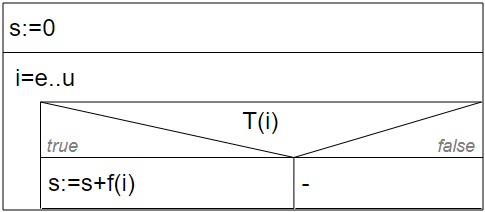 s:=0
i=e..u
T(i)
true
false
s:=s+f(i)
-